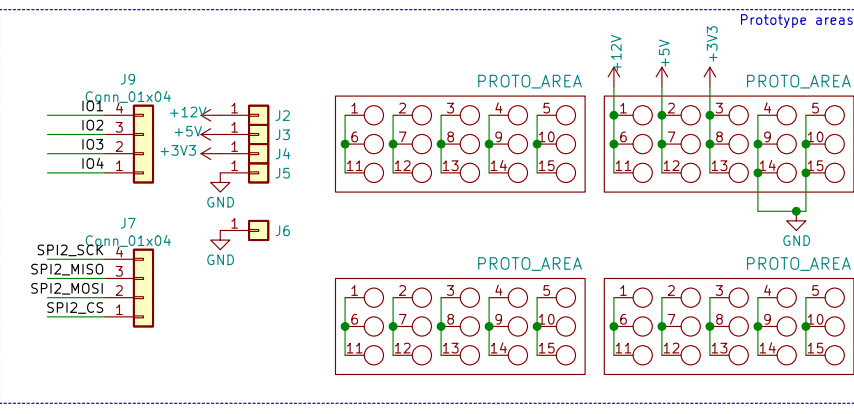 Prototype areas
+12V
+5V
+3V3
J9
Conn_01x04
IO1 4
IO2 3
IO3 2
IO4 1
+12V 1 J2
+5V 1 J3
+3V3 1 J4
1 J5
GND
J7
Conn_01x04
SPI2_SCK 4
SPI2_MISO 3
SPI2_MOSI 2
SPI2_CS 1
1 J6
GND
PROTO_AREA
1 2 3 4 5
6 7 8 9 10
11 12 13 14 15
PROTO_AREA
1 2 3 4 5
6 7 8 9 10
11 12 13 14 15
GND
PROTO_AREA
1 2 3 4 5
6 7 8 9 10
11 12 13 14 15
PROTO_AREA
1 2 3 4 5
6 7 8 9 10
11 12 13 14 15